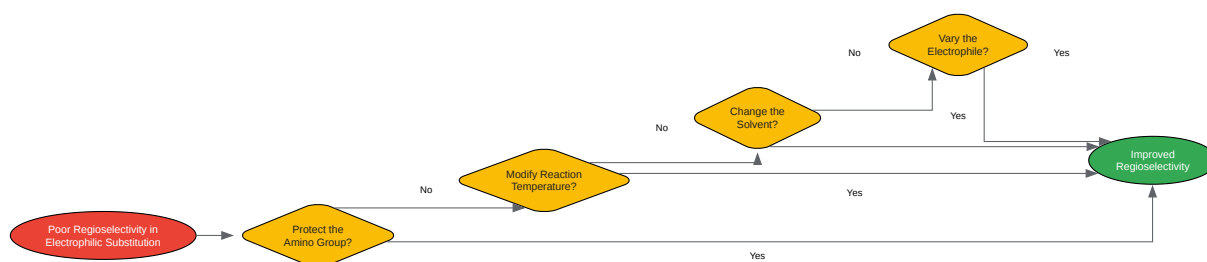 Vary the
Electrophile?
No
Yes
Change the
Solvent?
No
Yes
Improved
Regioselectivity
Modify Reaction
Temperature?
No
Yes
Poor Regioselectivity in
Electrophilic Substitution
Protect the
Amino Group?
Yes